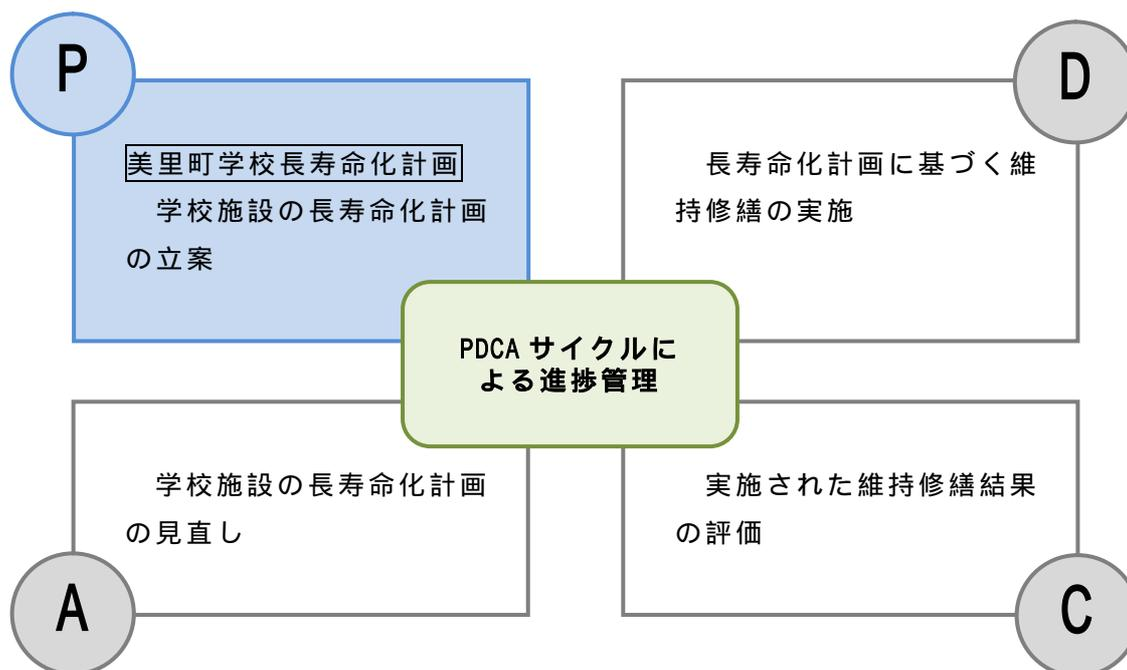 P
美里町学校長寿命化計画
学校施設の長寿命化計画
の立案
D
長寿命化計画に基づく維
持修繕の実施
PDCA サイクルに
よる進捗管理
学校施設の長寿命化計画
の見直し
A
実施された維持修繕結果
の評価
C